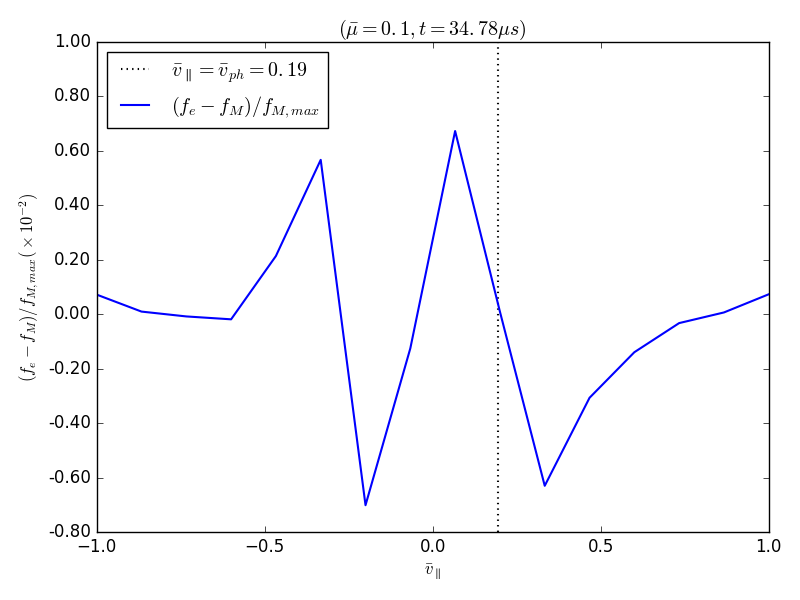 (μ̄ = 0.1, t = 34.78μs)
v̄∥ = v̄ph = 0.19
(fe − fM)/fM,max
1.00
0.80
0.60
0.40
0.20
0.00
-0.20
-0.40
-0.60
-0.80
(fe − fM)/fM,max(×10⁻²)
−1.0 −0.5 0.0 0.5 1.0
v̄∥